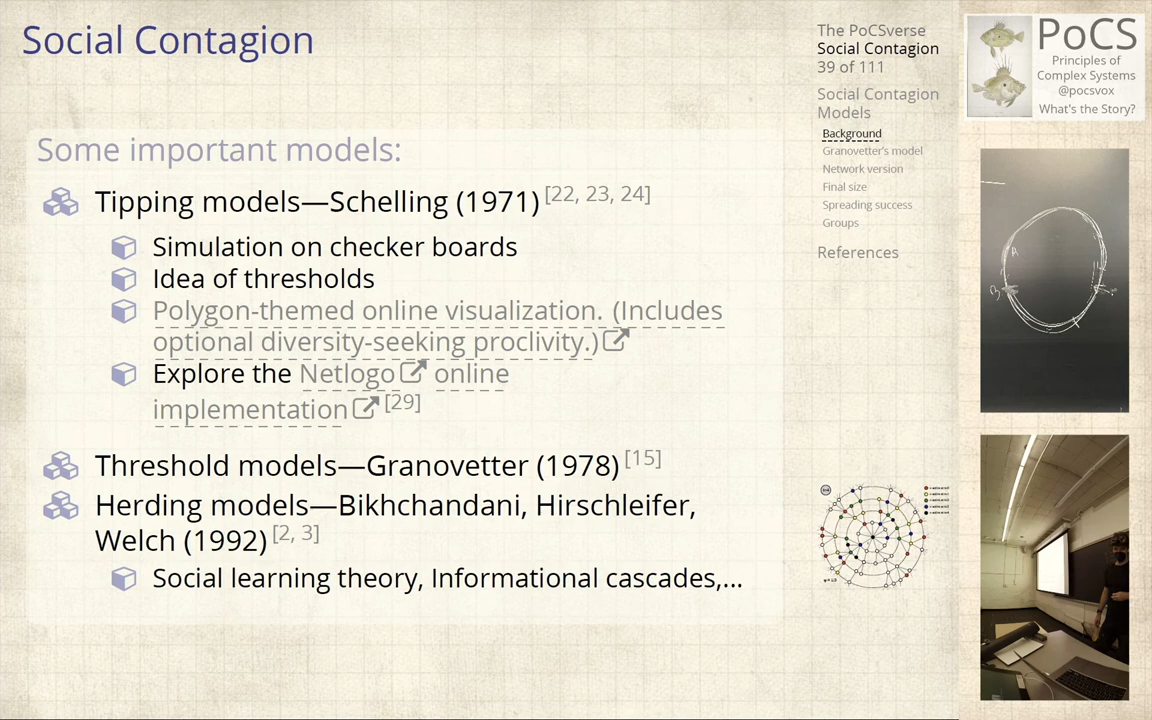 Social Contagion
Some important models:
Tipping models—Schelling (1971) [22, 23, 24]
Simulation on checker boards
Idea of thresholds
Polygon-themed online visualization. (Includes
optional diversity-seeking proclivity.)
Explore the Netlogo online
implementation [29]
Threshold models—Granovetter (1978) [15]
Herding models—Bikhchandani, Hirschleifer,
Welch (1992) [2, 3]
Social learning theory, Informational cascades,...
The PoCSverse
Social Contagion
39 of 111
Social Contagion
Models
Background
Granovetter's model
Network version
Final size
Spreading success
Groups
References
PoCS
Principles of
Complex Systems
@pocsvox
What's the Story?
A
B